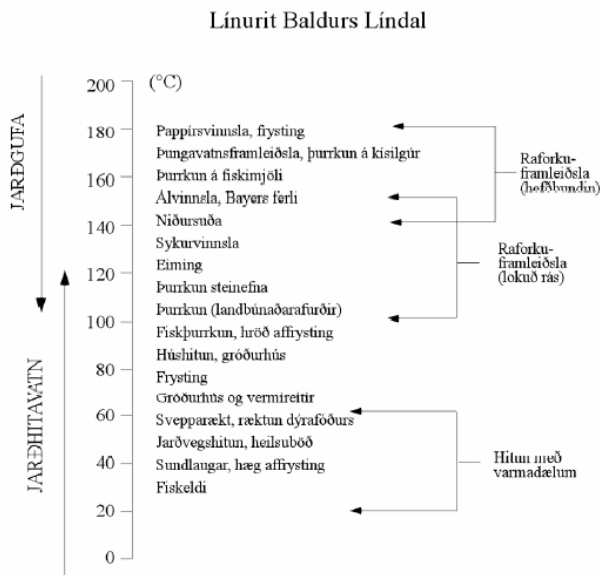 Línurit Baldurs Líndal
(°C)
200
180
160
140
120
100
80
60
40
20
0
JARÐGUFA
JARÐHITAVATN
Pappírsvinnsla, frysting
Þungavatnsframleiðsla, þurrkun á kísilgúr
Þurrkun á fiskimjöli
Álvinnsla, Bayers ferli
Niðursuða
Sykurvinnsla
Eiming
Þurrkun steinefna
Þurrkun (landbúnaðarafurðir)
Fiskþurrkun, hröð affrysting
Húshitun, gróðurhús
Frysting
Gróðurhús og vermireitir
Svepparækt, ræktun dýrafóðurs
Jarðvegshitun, heilsuböð
Sundlaugar, hæg affrysting
Fiskeldi
Raforku-
framleiðsla
(hefðbundin)
Raforku-
framleiðsla
(lokuð rás)
Hitun með
varmadælum